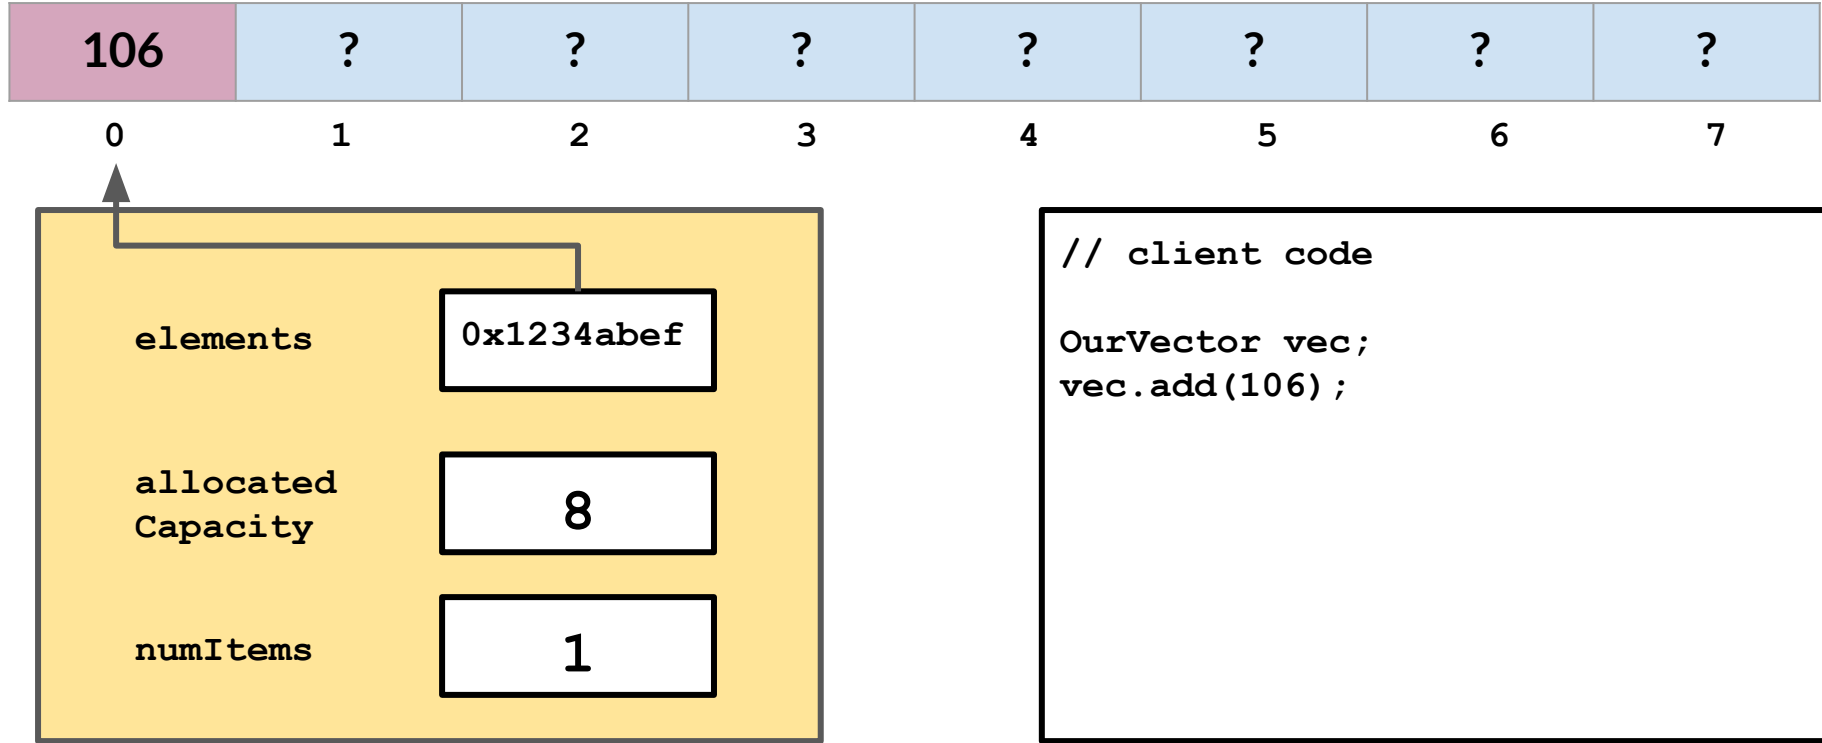 106 ? ? ? ? ? ? ?
0 1 2 3 4 5 6 7
elements 0x1234abef
allocated
Capacity 8
numItems 1
// client code
OurVector vec;
vec.add(106);